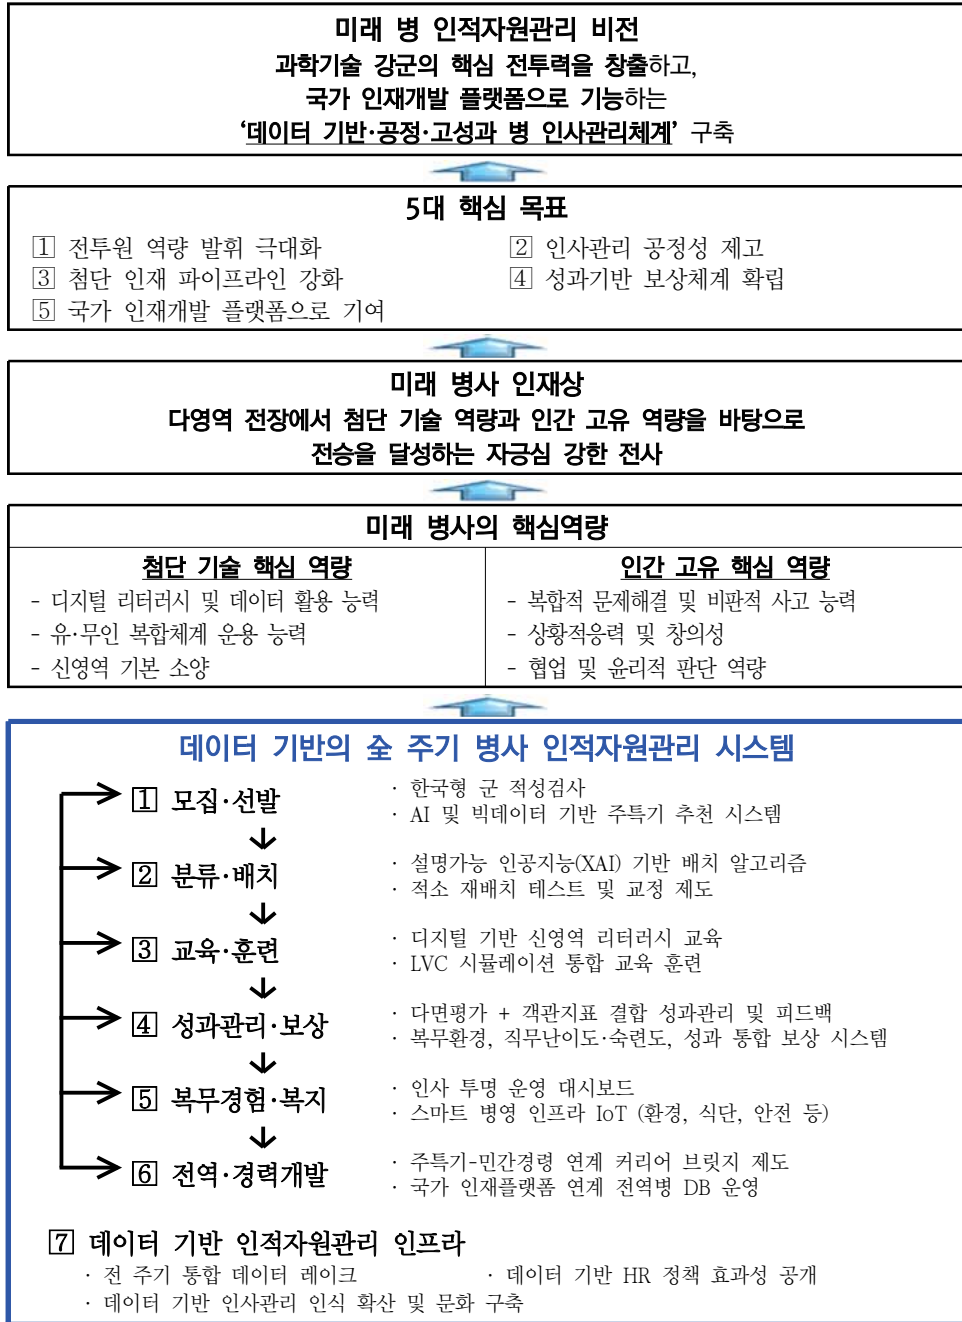 미래 병 인적자원관리 비전
과학기술 강군의 핵심 전투력을 창출하고,
국가 인재개발 플랫폼으로 기능하는
‘데이터 기반·공정·고성과 병 인사관리체계’ 구축
5대 핵심 목표
1 전투원 역량 발휘 극대화 2 인사관리 공정성 제고
3 첨단 인재 파이프라인 강화 4 성과기반 보상체계 확립
5 국가 인재개발 플랫폼으로 기여
미래 병사 인재상
다영역 전장에서 첨단 기술 역량과 인간 고유 역량을 바탕으로
전승을 달성하는 자긍심 강한 전사
미래 병사의 핵심역량
첨단 기술 핵심 역량
- 디지털 리터러시 및 데이터 활용 능력
- 유·무인 복합체계 운용 능력
- 신영역 기본 소양
인간 고유 핵심 역량
- 복합적 문제해결 및 비판적 사고 능력
- 상황적응력 및 창의성
- 협업 및 윤리적 판단 역량
데이터 기반의 全 주기 병사 인적자원관리 시스템
1 모집·선발
· 한국형 군 적성검사
· AI 및 빅데이터 기반 주특기 추천 시스템
2 분류·배치
· 설명가능 인공지능(XAI) 기반 배치 알고리즘
· 적소 재배치 테스트 및 교정 제도
3 교육·훈련
· 디지털 기반 신영역 리터러시 교육
· LVC 시뮬레이션 통합 교육 훈련
4 성과관리·보상
· 다면평가 + 객관지표 결합 성과관리 및 피드백
· 복무환경, 직무난이도·숙련도, 성과 통합 보상 시스템
5 복무경험·복지
· 인사 투명 운영 대시보드
· 스마트 병영 인프라 IoT (환경, 식단, 안전 등)
6 전역·경력개발
· 주특기-민간경령 연계 커리어 브릿지 제도
· 국가 인재플랫폼 연계 전역병 DB 운영
7 데이터 기반 인적자원관리 인프라
· 전 주기 통합 데이터 레이크 · 데이터 기반 HR 정책 효과성 공개
· 데이터 기반 인사관리 인식 확산 및 문화 구축